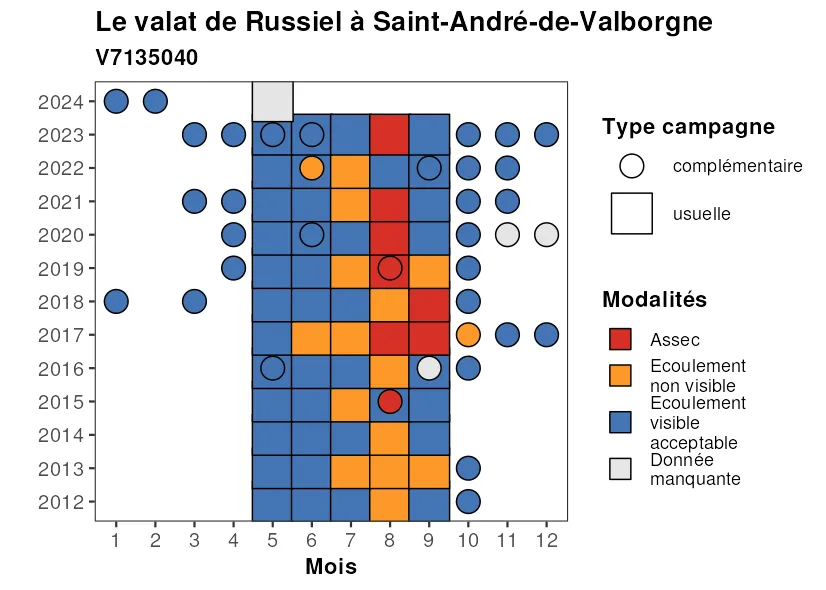 Le valat de Russiel à Saint-André-de-Valborgne
V7135040
2024
2023
2022
2021
2020
2019
2018
2017
2016
2015
2014
2013
2012
1 2 3 4 5 6 7 8 9 10 11 12
Mois
Type campagne
complémentaire
usuelle
Modalités
Assec
Ecoulement
non visible
Ecoulement
visible
acceptable
Donnée
manquante